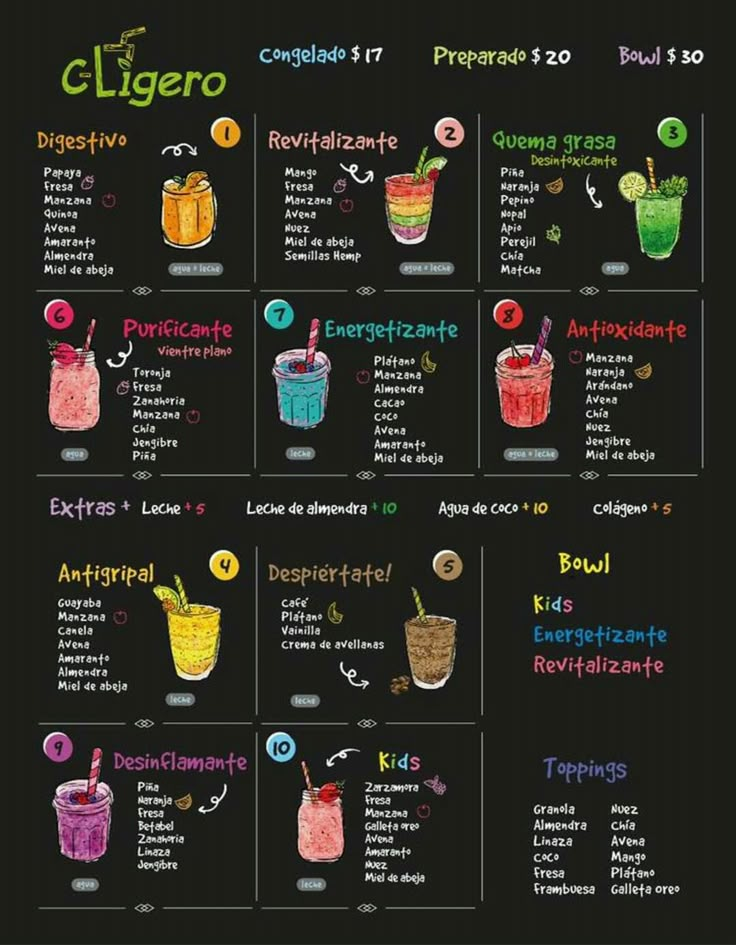 C-Ligero
Congelado $ 17
Preparado $ 20
Bowl $ 30
Digestivo
1
Papaya
Fresa
Manzana
Quinoa
Avena
Amaranto
Almendra
Miel de abeja
agua o leche
Revitalizante
2
Mango
Fresa
Manzana
Avena
Nuez
Miel de abeja
Semillas Hemp
agua o leche
Quema grasa
3
Desintoxicante
Piña
Naranja
Pepino
Nopal
Apio
Perejil
Chía
Matcha
agua
6
Purificante
vientre plano
Toronja
Fresa
Zanahoria
Manzana
Chía
Jengibre
Piña
agua
7
Energetizante
Plátano
Manzana
Almendra
Cacao
Coco
Avena
Amaranto
Miel de abeja
leche
8
Antioxidante
Manzana
Naranja
Arándano
Avena
Chía
Nuez
Jengibre
Miel de abeja
agua o leche
Extras + Leche + 5
Leche de almendra + 10
Agua de coco + 10
Colágeno + 5
Antigripal
4
Guayaba
Manzana
Canela
Avena
Amaranto
Almendra
Miel de abeja
leche
Despiértate!
5
Cafe'
Plátano
Vainilla
Crema de avellanas
leche
Bowl
Kids
Energetizante
Revitalizante
9
Desinflamante
Piña
Naranja
Fresa
Betabel
Zanahoria
Linaza
Jengibre
agua
10
Kids
Zarzamora
Fresa
Manzana
Galleta oreo
Avena
Amaranto
Nuez
Miel de abeja
leche
Toppings
Granola
Almendra
Linaza
Coco
Fresa
Frambuesa
Nuez
Chía
Avena
Mango
Plátano
Galleta oreo